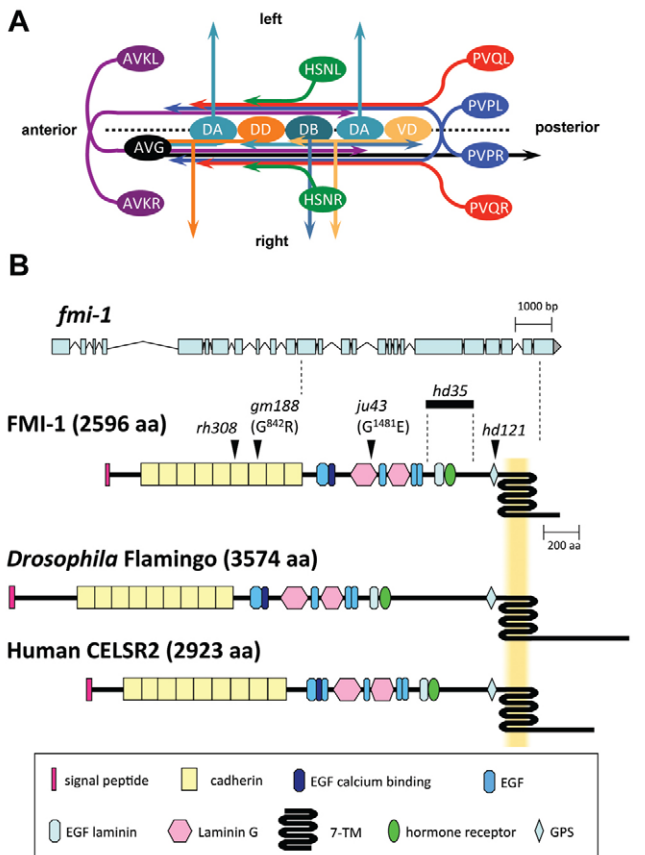 A
left
AVKL
HSNL
PVQL
PVPL
anterior
DA DD DB DA VD
posterior
AVG
PVPR
AVKR
HSNR
PVQR
right
B
1000 bp
fmi-1
hd35
gm188
ju43
FMI-1 (2596 aa)
rh308
(G842R)
(G1481E)
hd121
200 aa
Drosophila Flamingo (3574 aa)
Human CELSR2 (2923 aa)
signal peptide
cadherin
EGF calcium binding
EGF
EGF laminin
Laminin G
7-TM
hormone receptor
GPS